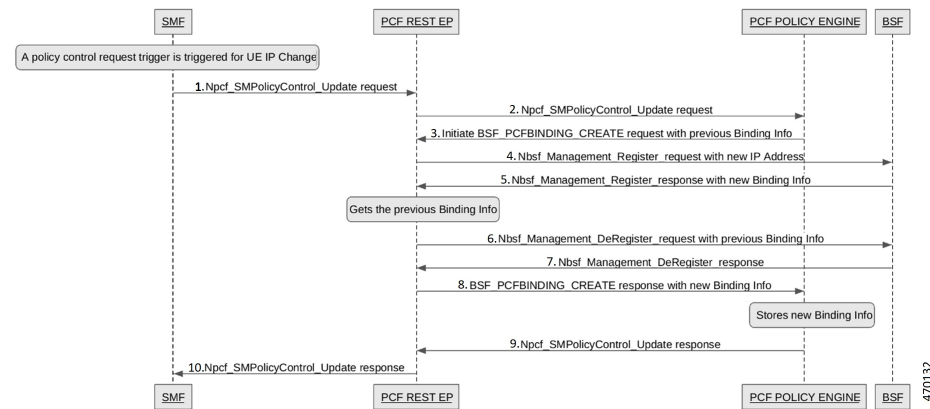 SMF
PCF REST EP
PCF POLICY ENGINE
BSF
A policy control request trigger is triggered for UE IP Change
1.Npcf_SMPolicyControl_Update request
2.Npcf_SMPolicyControl_Update request
3.Initiate BSF_PCFBINDING_CREATE request with previous Binding Info
4.Nbsf_Management_Register_request with new IP Address
5.Nbsf_Management_Register_response with new Binding Info
Gets the previous Binding Info
6.Nbsf_Management_DeRegister_request with previous Binding Info
7.Nbsf_Management_DeRegister_response
8.BSF_PCFBINDING_CREATE response with new Binding Info
Stores new Binding Info
9.Npcf_SMPolicyControl_Update response
10.Npcf_SMPolicyControl_Update response
SMF
PCF REST EP
PCF POLICY ENGINE
BSF
470132